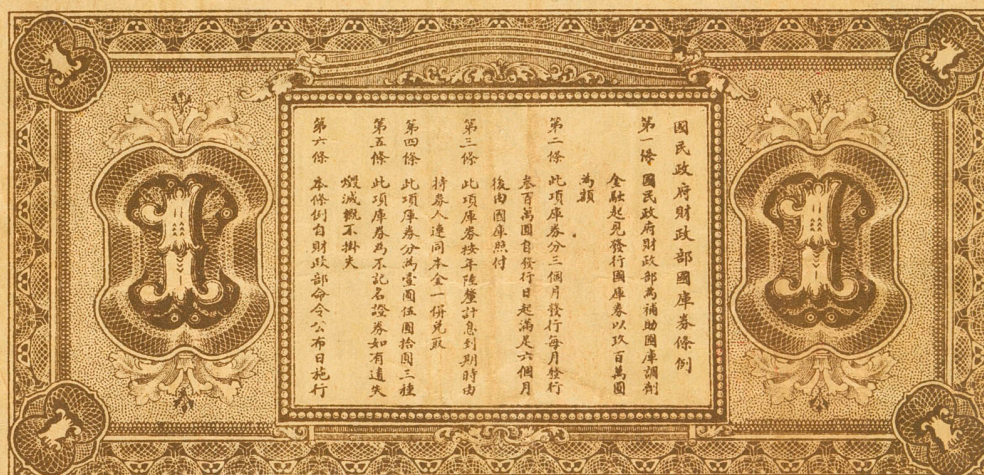 國民政府財政部國庫券條例
第一條 國民政府財政部為補助國庫調劑
金融起見發行國庫券以玖百萬圓
為額
第二條 此項庫券分三個月發行每月發行
叁百萬圓自發行日起滿足六個月
後由國庫照付
第三條 此項庫券按年陸釐計息到期時由
持券人連同本金一併兌取
第四條 此項庫券分為壹圓伍圓拾圓三種
第五條 此項庫券為不記名證券如有遺失
燬滅概不掛失
第六條 本條例自財政部命令公布日施行
1
1